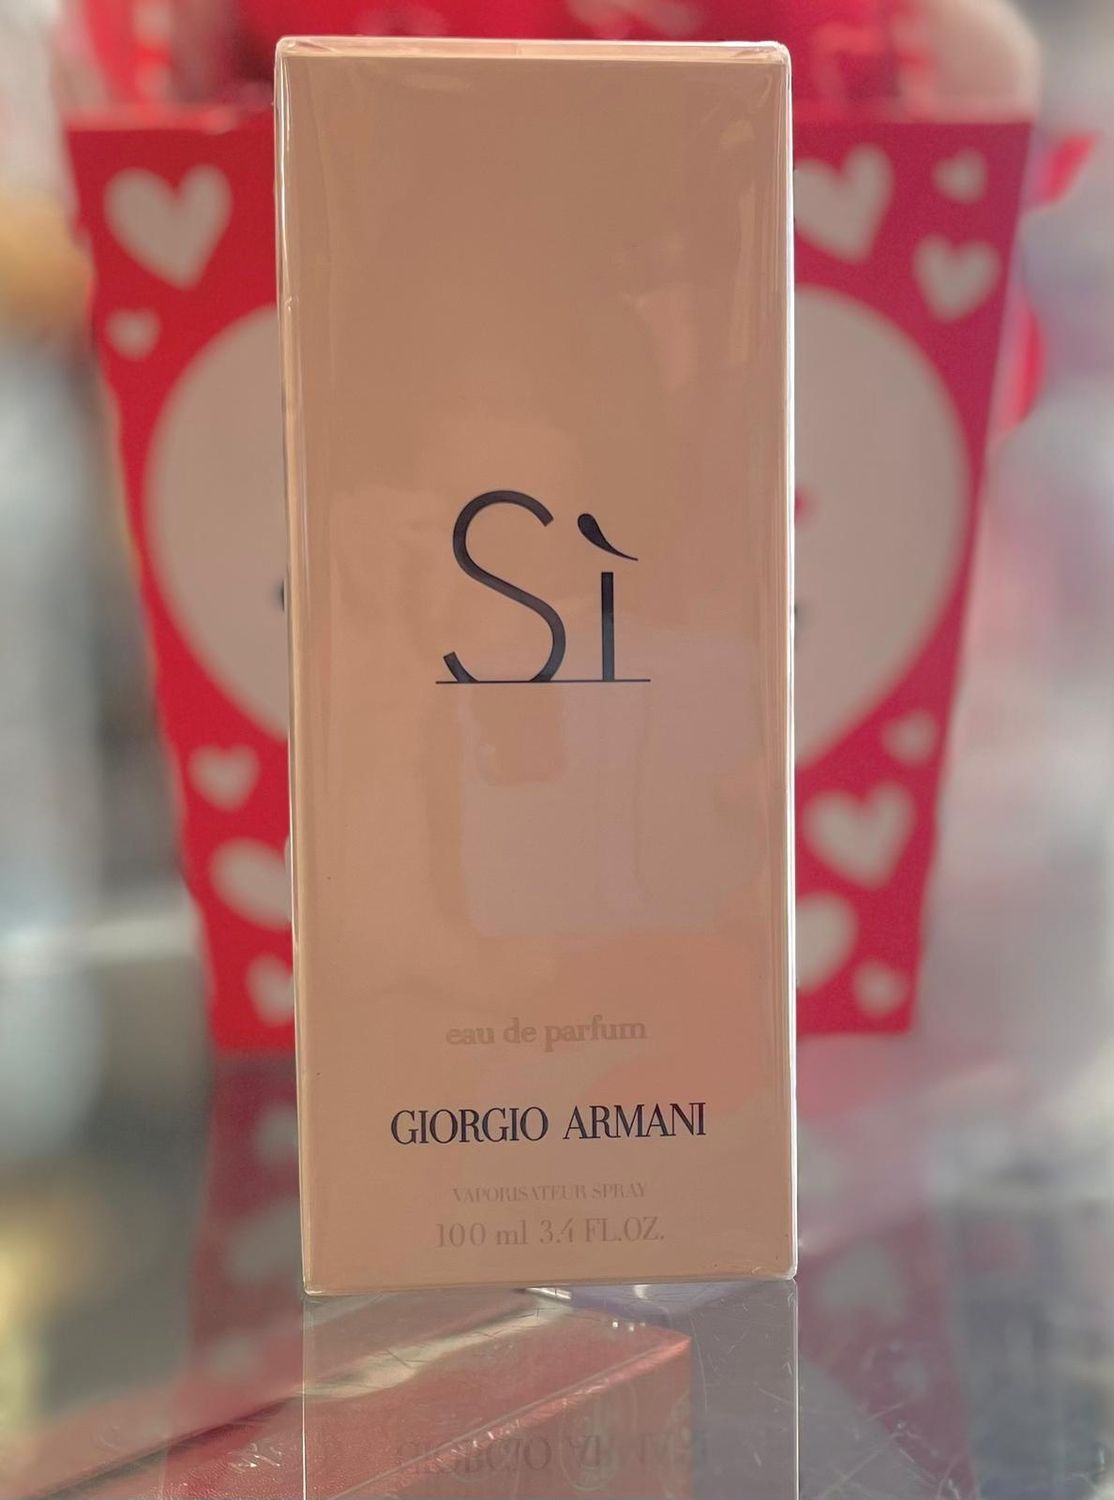 Sì
eau de parfum
GIORGIO ARMANI
VAPORISATEUR SPRAY
100 ml 3.4 FL.OZ.